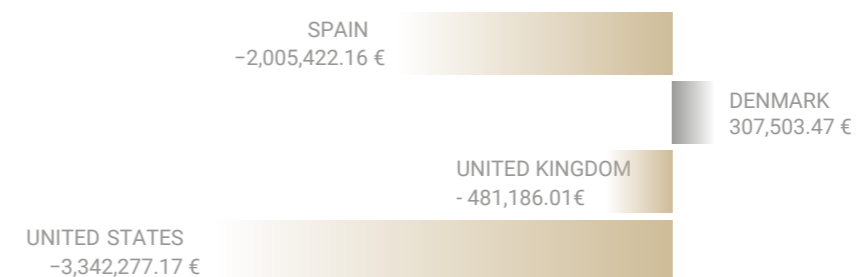 SPAIN
−2,005,422.16 €
DENMARK
307,503.47 €
UNITED KINGDOM
- 481,186.01€
UNITED STATES
−3,342,277.17 €